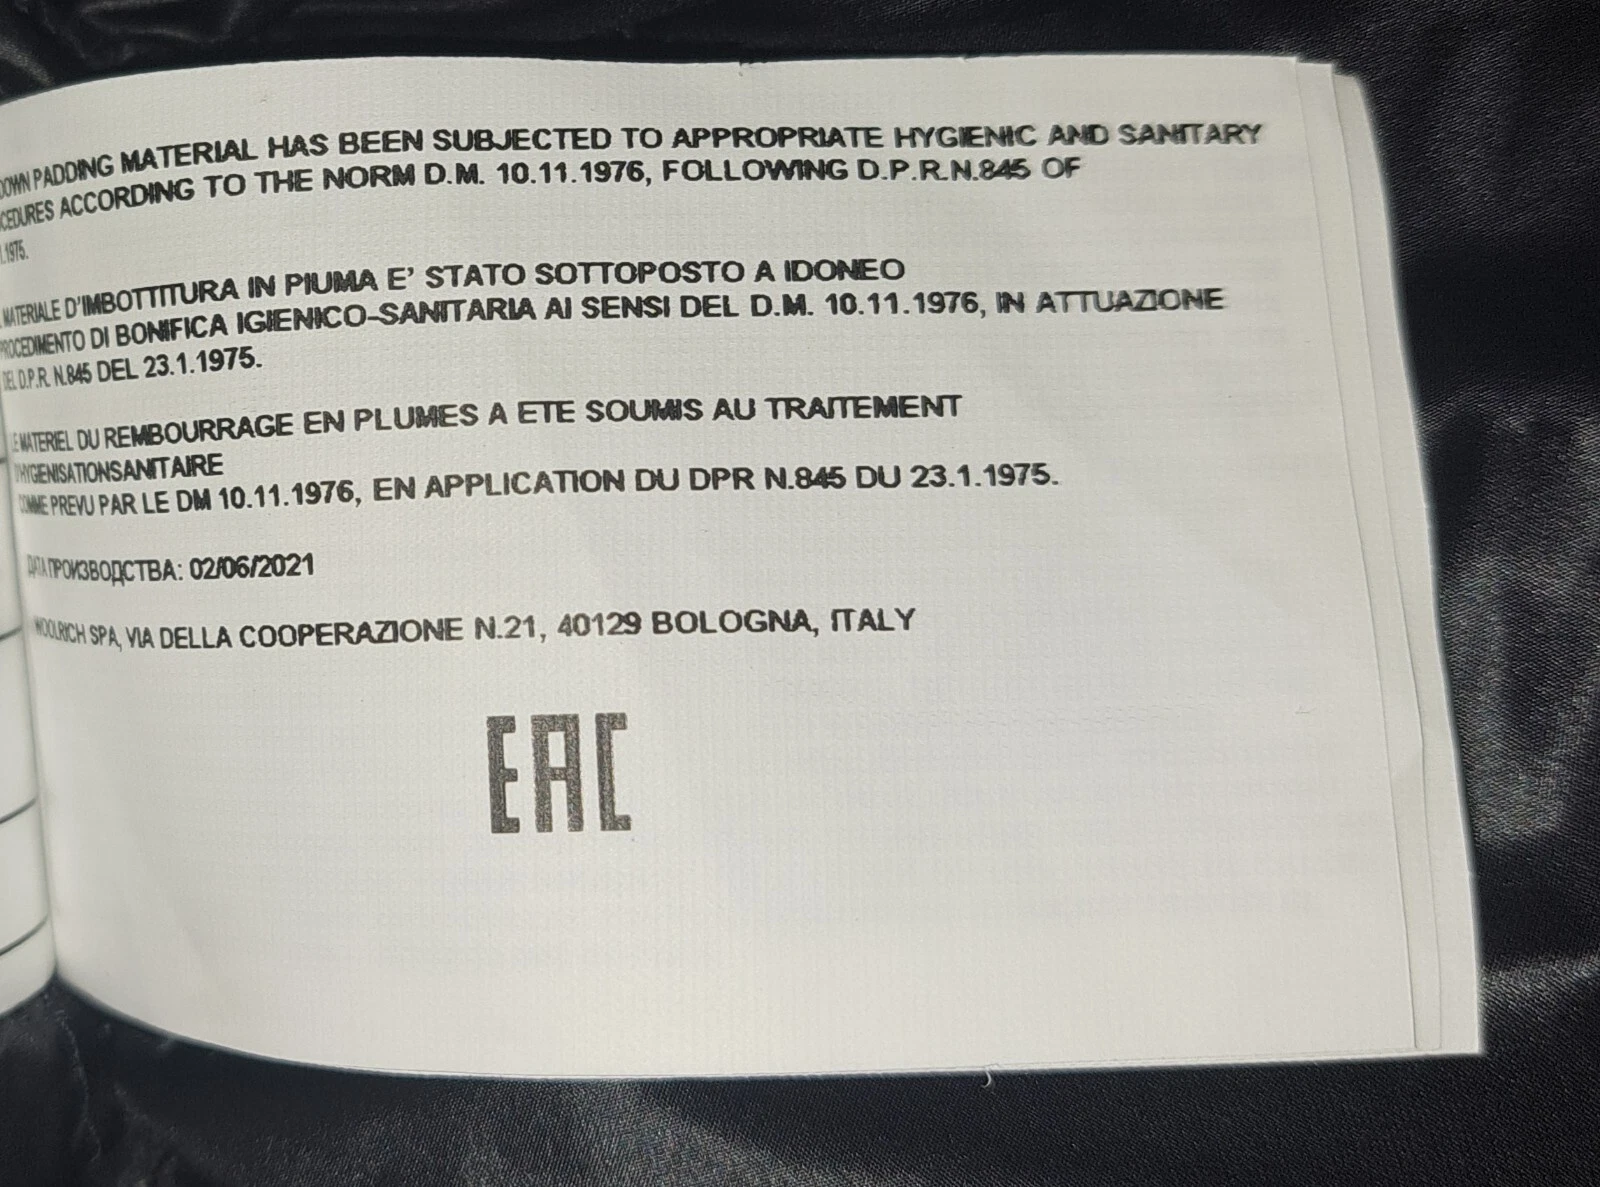 DOWN PADDING MATERIAL HAS BEEN SUBJECTED TO APPROPRIATE HYGIENIC AND SANITARY
CEDURES ACCORDING TO THE NORM D.M. 10.11.1976, FOLLOWING D.P.R.N.845 OF
.1975.
MATERIALE D'IMBOTTITURA IN PIUMA E' STATO SOTTOPOSTO A IDONEO
PROCEDIMENTO DI BONIFICA IGIENICO-SANITARIA AI SENSI DEL D.M. 10.11.1976, IN ATTUAZIONE
DEL D.P.R. N.845 DEL 23.1.1975.
LE MATERIEL DU REMBOURRAGE EN PLUMES A ETE SOUMIS AU TRAITEMENT
D'HYGENISATIONSANITAIRE
COMME PREVU PAR LE DM 10.11.1976, EN APPLICATION DU DPR N.845 DU 23.1.1975.
ДАТА ПРОИЗВОДСТВА: 02/06/2021
WOOLRICH SPA, VIA DELLA COOPERAZIONE N.21, 40129 BOLOGNA, ITALY
EAC